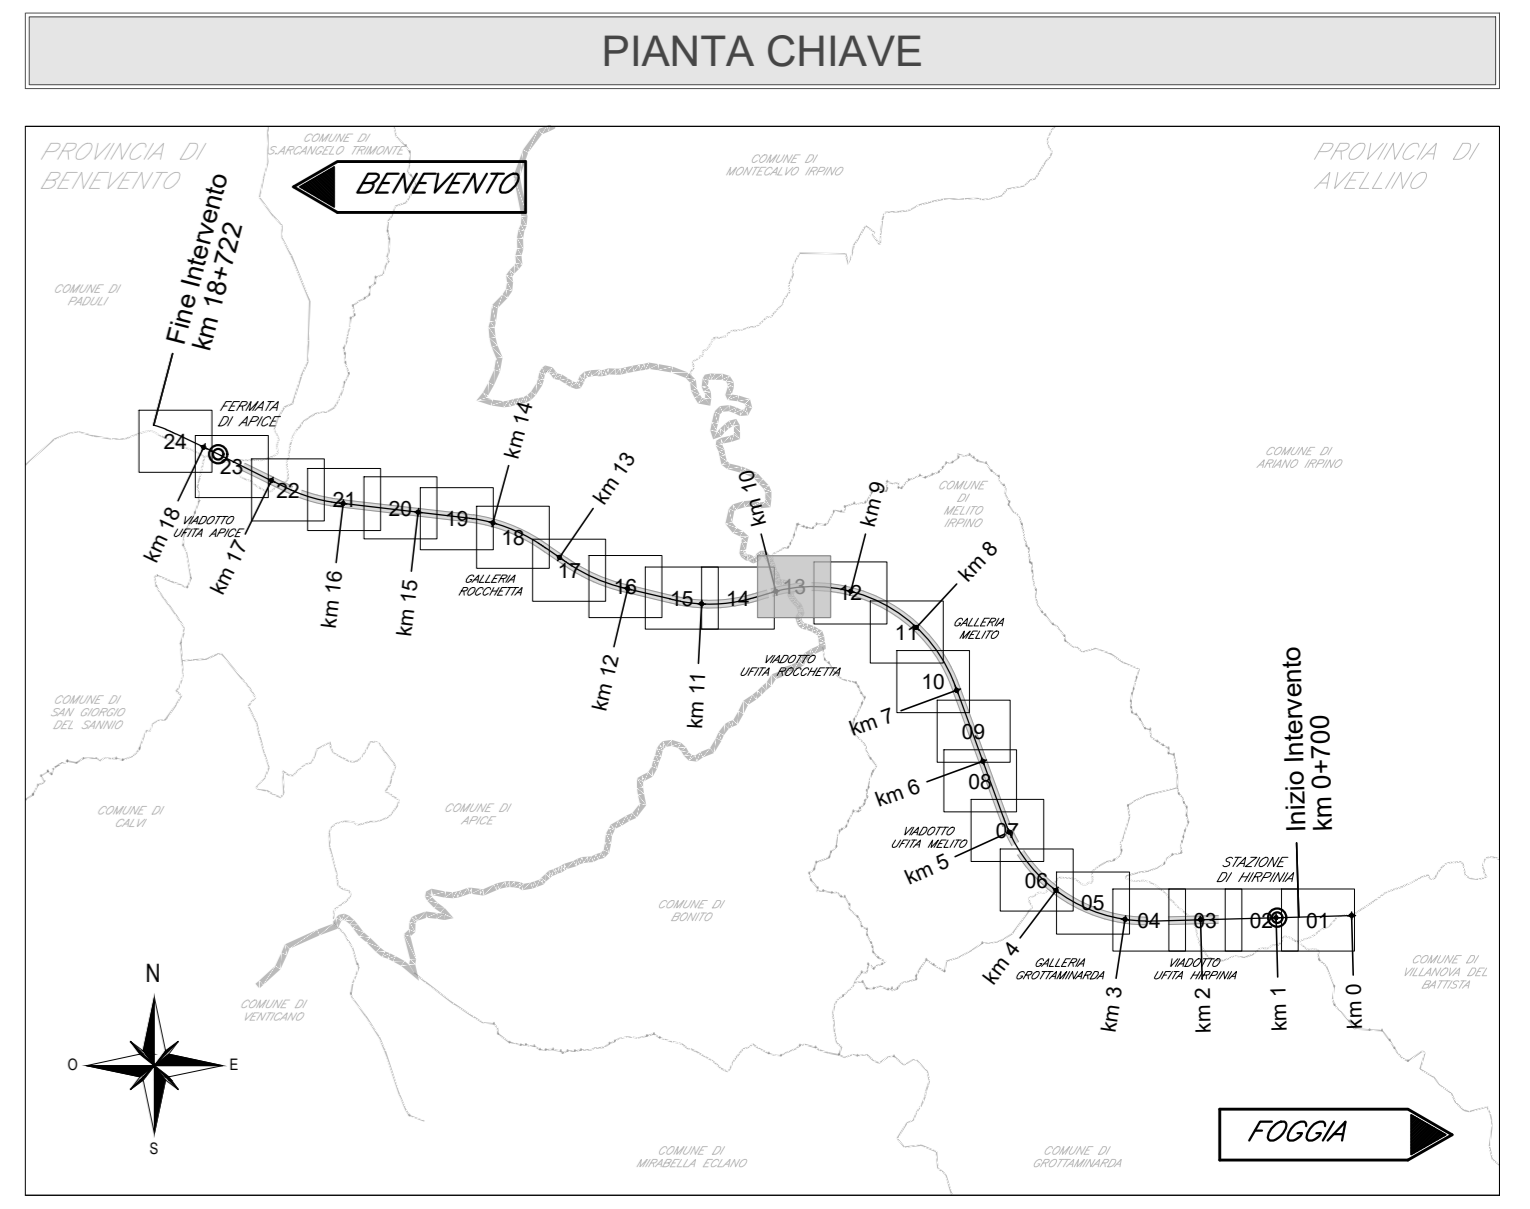 PIANTA CHIAVE
PROVINCIA DI
BENEVENTO
COMUNE DI
S.ARCANGELO TRIMONTE
BENEVENTO
COMUNE DI
MONTECALVO IRPINO
PROVINCIA DI
AVELLINO
Fine Intervento
km 18+722
COMUNE DI
PADULI
FERMATA
DI APICE
km 14
km 13
km 10
km 9
COMUNE DI
ARIANO IRPINO
COMUNE
DI
MELITO
IRPINO
24
23
22
21
20
19
18
17
16
15
14
13
12
11
10
09
08
07
06
05
04
03
02
01
VIADOTTO
UFITA APICE
km 18
km 17
km 16
km 15
GALLERIA
ROCCHETTA
km 12
km 11
VIADOTTO
UFITA ROCCHETTA
km 8
GALLERIA
MELITO
km 7
km 6
VIADOTTO
UFITA MELITO
km 5
Inizio Intervento
km 0+700
STAZIONE
DI HIRPINIA
COMUNE DI
SAN GIORGIO
DEL SANNIO
COMUNE DI
CALVI
COMUNE DI
APICE
COMUNE DI
BONITO
km 4
GALLERIA
GROTTAMINARDA
km 3
VIADOTTO
UFITA HIRPINIA
km 2
km 1
km 0
COMUNE DI
VILLANOVA DEL
BATTISTA
COMUNE DI
VENTICANO
N
O
E
S
FOGGIA
COMUNE DI
MIRABELLA ECLANO
COMUNE DI
GROTTAMINARDA